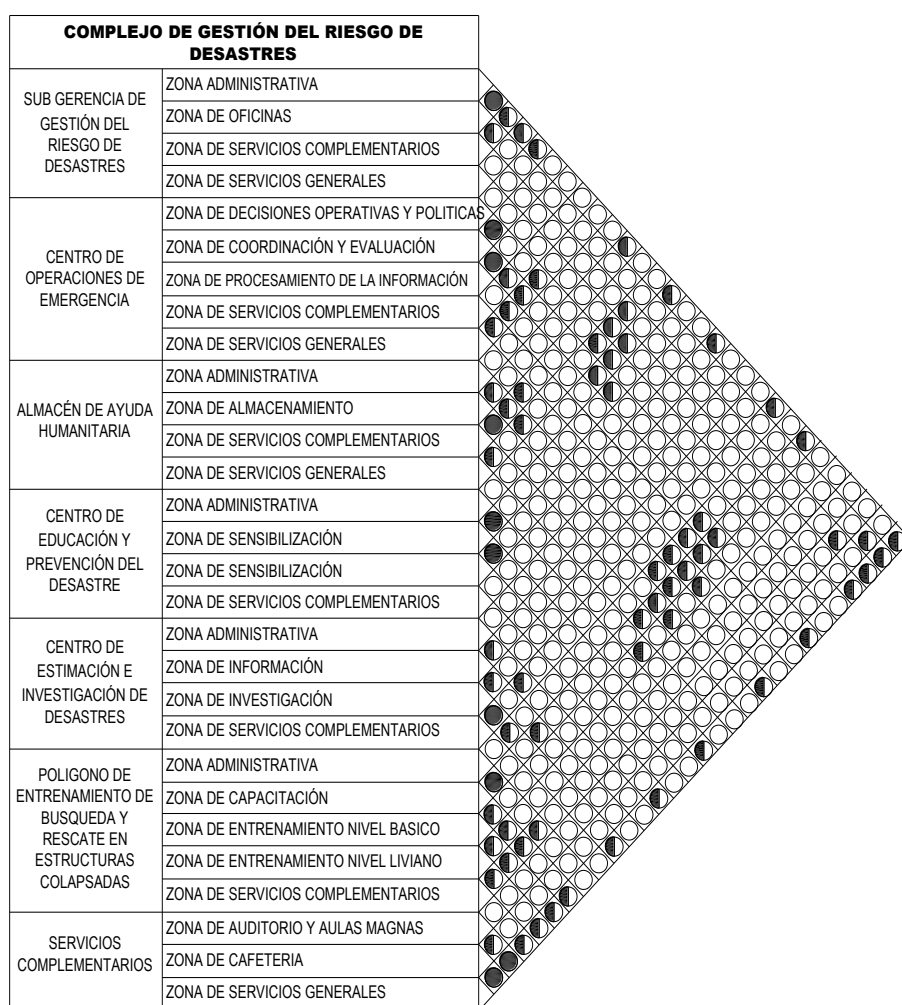 COMPLEJO DE GESTIÓN DEL RIESGO DE
DESASTRES
SUB GERENCIA DE
GESTIÓN DEL
RIESGO DE
DESASTRES
ZONA ADMINISTRATIVA
ZONA DE OFICINAS
ZONA DE SERVICIOS COMPLEMENTARIOS
ZONA DE SERVICIOS GENERALES
CENTRO DE
OPERACIONES DE
EMERGENCIA
ZONA DE DECISIONES OPERATIVAS Y POLITICAS
ZONA DE COORDINACIÓN Y EVALUACIÓN
ZONA DE PROCESAMIENTO DE LA INFORMACIÓN
ZONA DE SERVICIOS COMPLEMENTARIOS
ZONA DE SERVICIOS GENERALES
ALMACÉN DE AYUDA
HUMANITARIA
ZONA ADMINISTRATIVA
ZONA DE ALMACENAMIENTO
ZONA DE SERVICIOS COMPLEMENTARIOS
ZONA DE SERVICIOS GENERALES
CENTRO DE
EDUCACIÓN Y
PREVENCIÓN DEL
DESASTRE
ZONA ADMINISTRATIVA
ZONA DE SENSIBILIZACIÓN
ZONA DE SENSIBILIZACIÓN
ZONA DE SERVICIOS COMPLEMENTARIOS
CENTRO DE
ESTIMACIÓN E
INVESTIGACIÓN DE
DESASTRES
ZONA ADMINISTRATIVA
ZONA DE INFORMACIÓN
ZONA DE INVESTIGACIÓN
ZONA DE SERVICIOS COMPLEMENTARIOS
POLIGONO DE
ENTRENAMIENTO DE
BUSQUEDA Y
RESCATE EN
ESTRUCTURAS
COLAPSADAS
ZONA ADMINISTRATIVA
ZONA DE CAPACITACIÓN
ZONA DE ENTRENAMIENTO NIVEL BASICO
ZONA DE ENTRENAMIENTO NIVEL LIVIANO
ZONA DE SERVICIOS COMPLEMENTARIOS
SERVICIOS
COMPLEMENTARIOS
ZONA DE AUDITORIO Y AULAS MAGNAS
ZONA DE CAFETERIA
ZONA DE SERVICIOS GENERALES